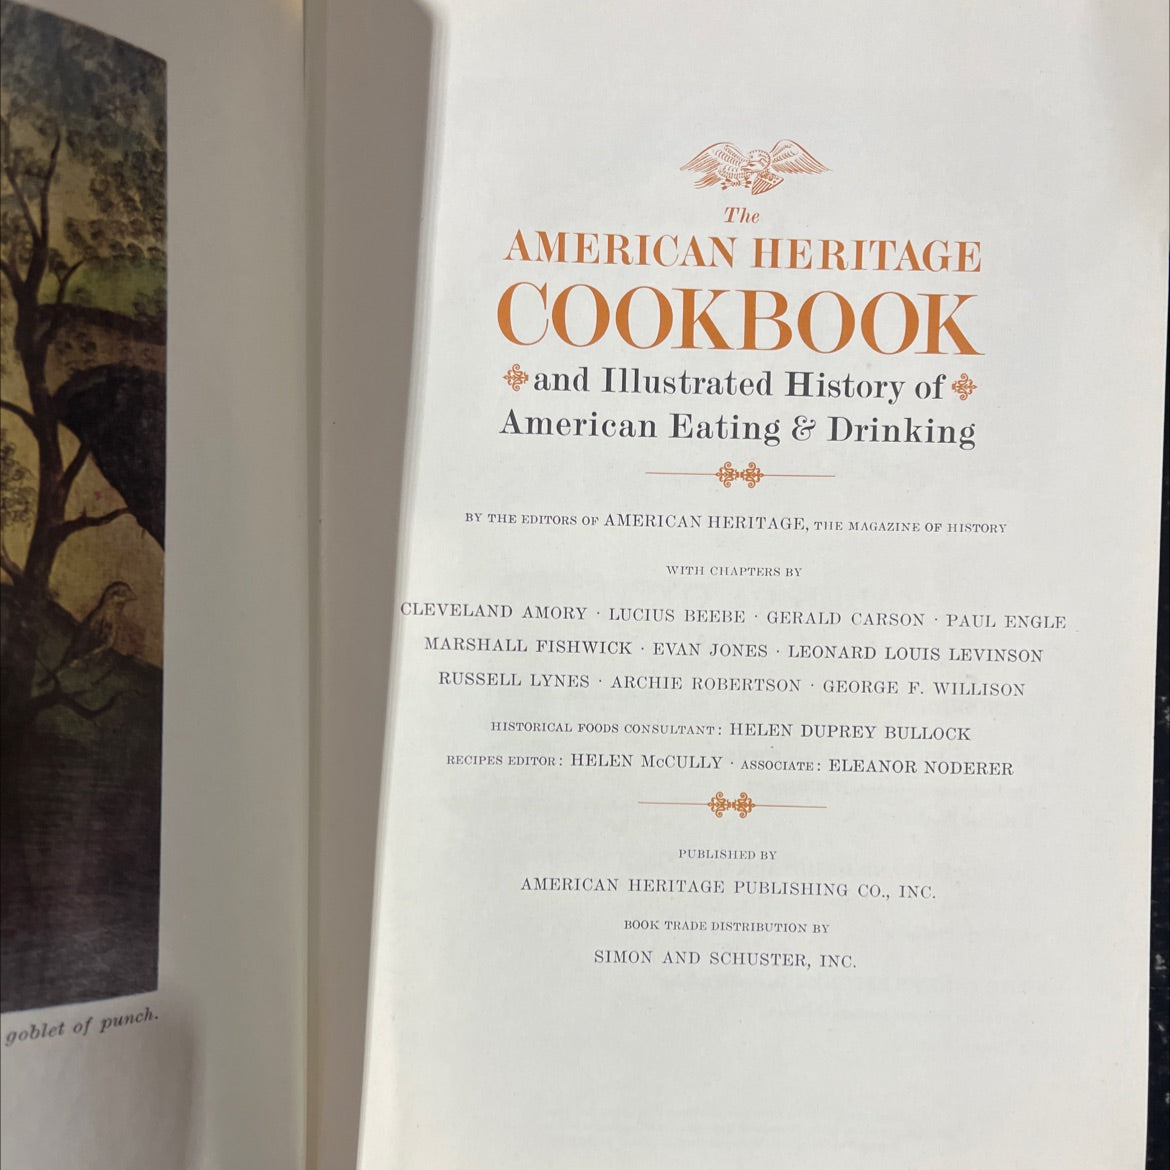 goblet of punch.
The
AMERICAN HERITAGE
COOKBOOK
and Illustrated History of
American Eating & Drinking
BY THE EDITORS OF AMERICAN HERITAGE, THE MAGAZINE OF HISTORY
WITH CHAPTERS BY
CLEVELAND AMORY · LUCIUS BEEBE · GERALD CARSON · PAUL ENGLE
MARSHALL FISHWICK · EVAN JONES · LEONARD LOUIS LEVINSON
RUSSELL LYNES · ARCHIE ROBERTSON · GEORGE F. WILLISON
HISTORICAL FOODS CONSULTANT: HELEN DUPREY BULLOCK
RECIPES EDITOR: HELEN McCULLY · ASSOCIATE: ELEANOR NODERER
PUBLISHED BY
AMERICAN HERITAGE PUBLISHING CO., INC.
BOOK TRADE DISTRIBUTION BY
SIMON AND SCHUSTER, INC.